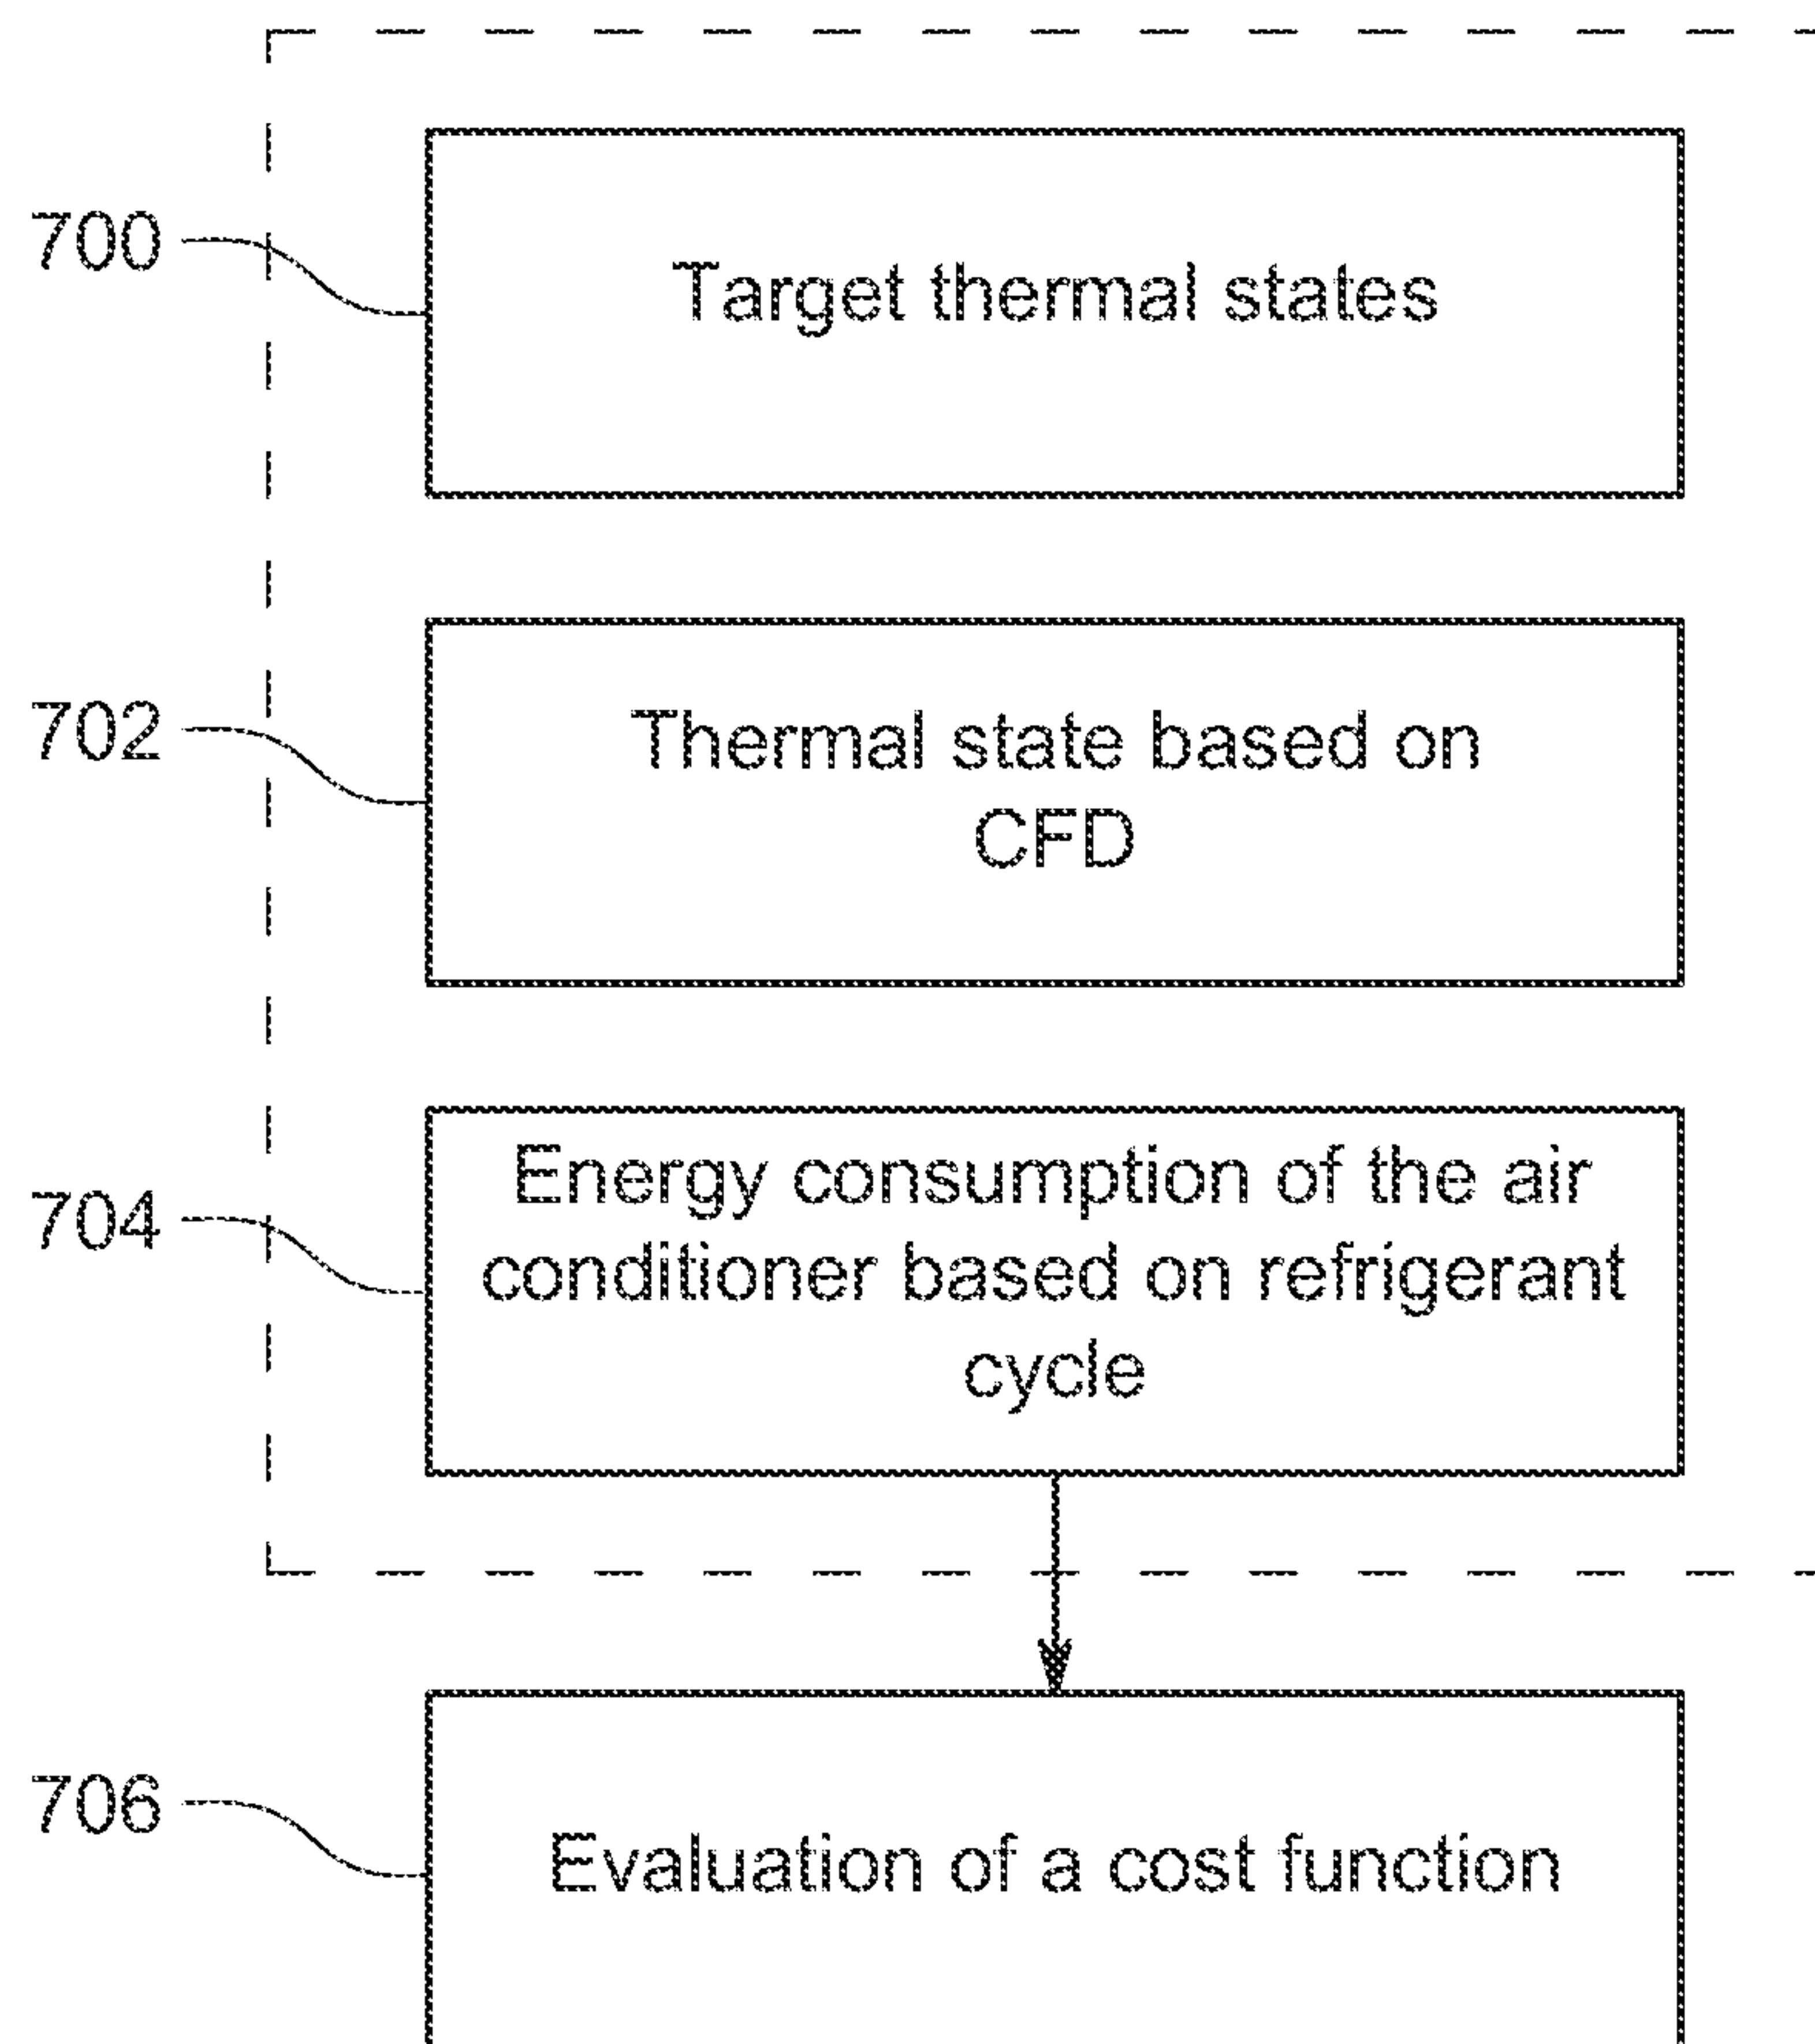 700
Target thermal states
702
Thermal state based on
CFD
704
Energy consumption of the air
conditioner based on refrigerant
cycle
706
Evaluation of a cost function